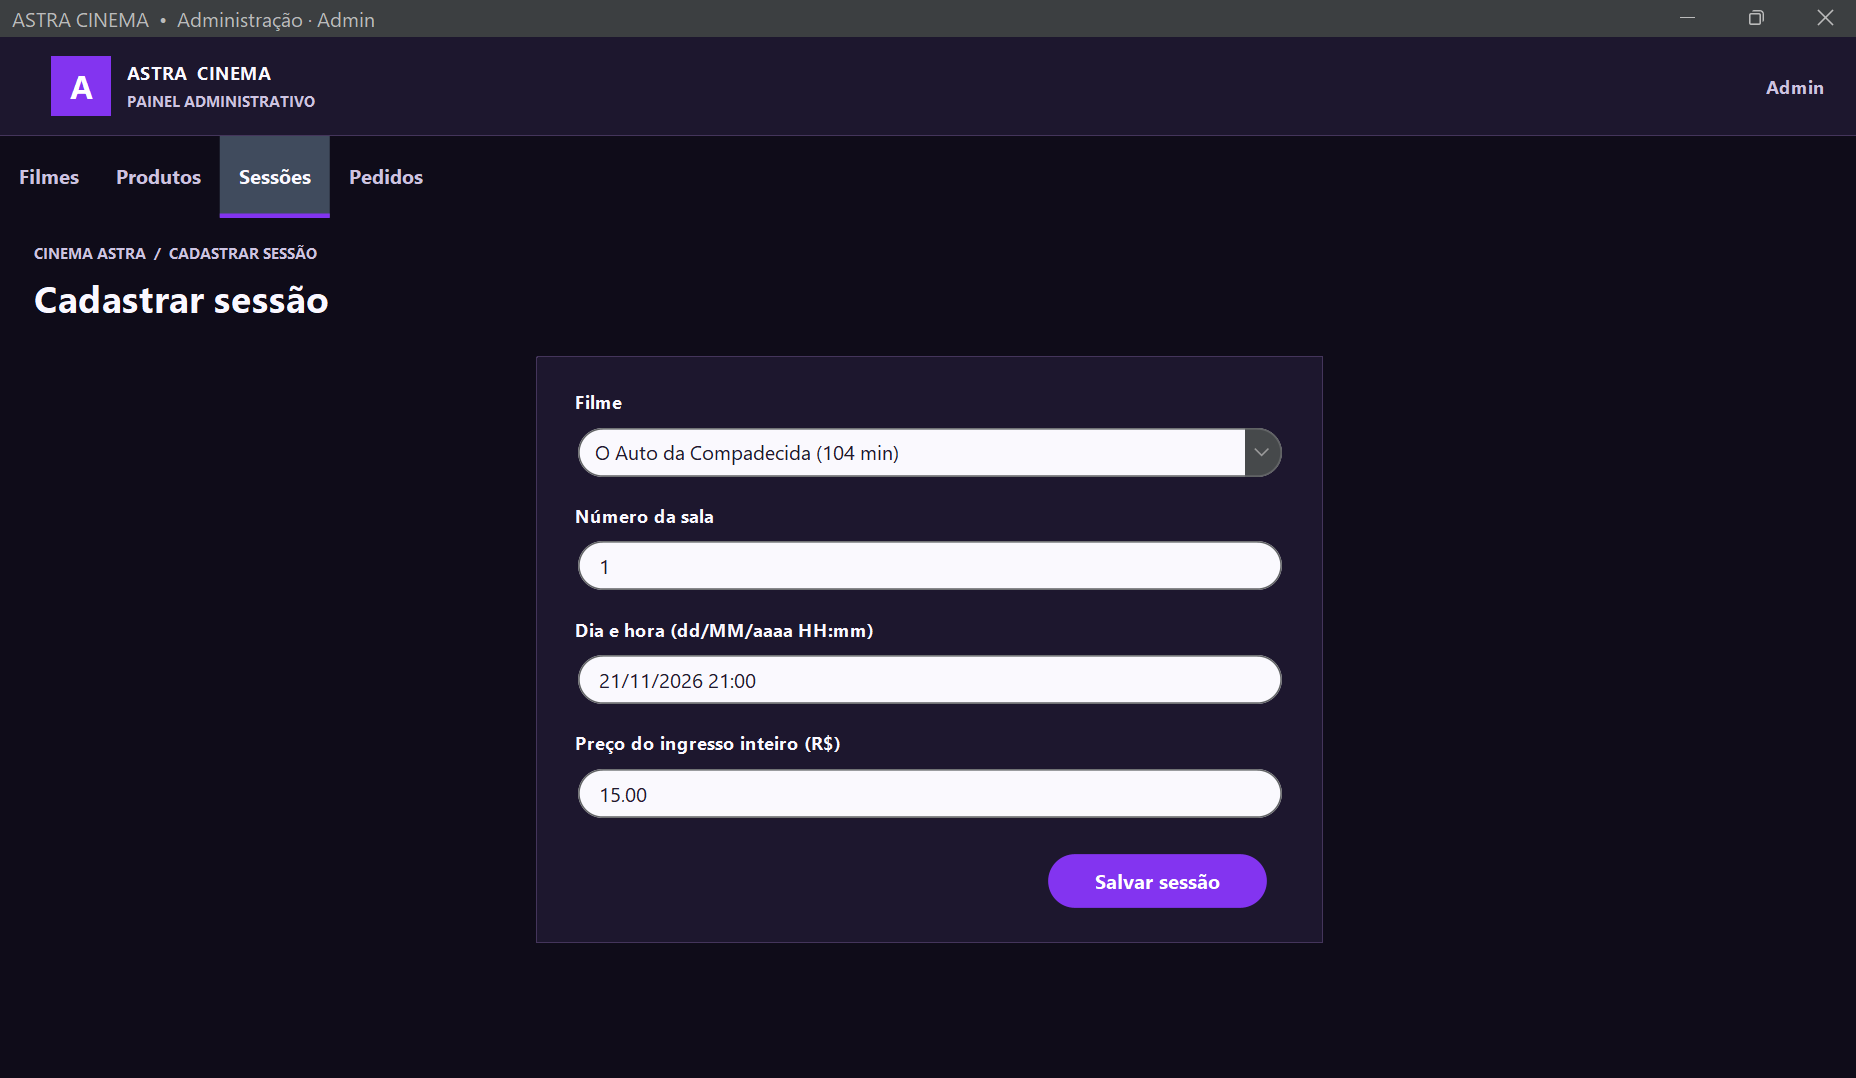 ASTRA CINEMA • Administração · Admin
A
ASTRA CINEMA
PAINEL ADMINISTRATIVO
Admin
Filmes Produtos Sessões Pedidos
CINEMA ASTRA / CADASTRAR SESSÃO
Cadastrar sessão
Filme
O Auto da Compadecida (104 min)
Número da sala
1
Dia e hora (dd/MM/aaaa HH:mm)
21/11/2026 21:00
Preço do ingresso inteiro (R$)
15.00
Salvar sessão